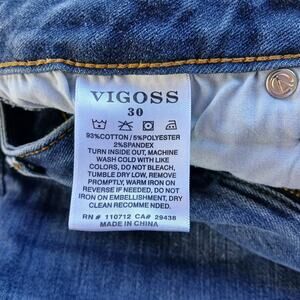 VIGOSS
30
93%COTTON / 5%POLYESTER
2%SPANDEX
TURN INSIDE OUT, MACHINE
WASH COLD WITH LIKE
COLORS, DO NOT BLEACH,
TUMBLE DRY LOW, REMOVE
PROMPTLY, WARM IRON ON
REVERSE IF NEEDED, DO NOT
IRON ON EMBELLISHMENT, DRY
CLEAN RECOMMENDED.
RN # 110712 CA# 29438
MADE IN CHINA